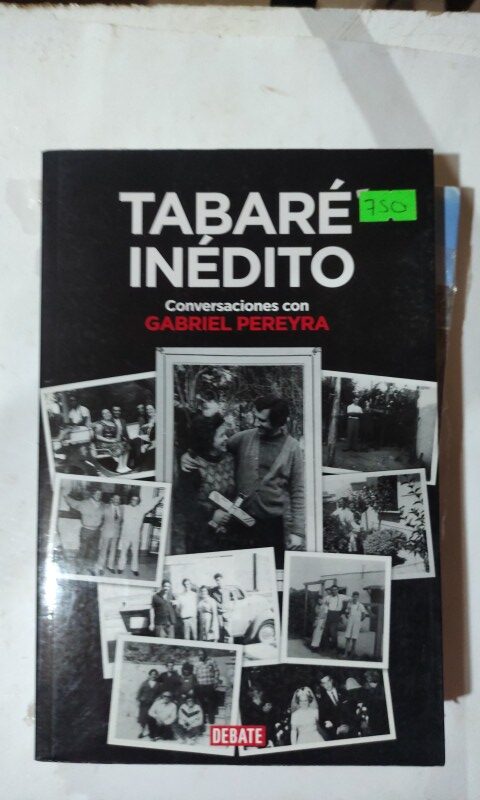 TABARÉ
INÉDITO
750
Conversaciones con
GABRIEL PEREYRA
DEBATE